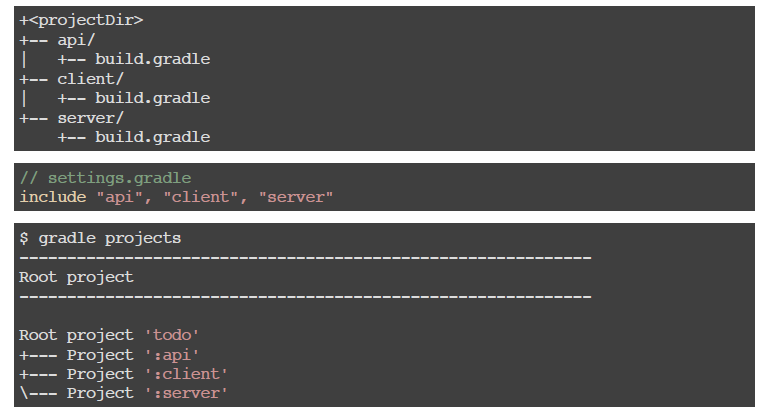 +<projectDir>
+-- api/
|   +-- build.gradle
+-- client/
|   +-- build.gradle
+-- server/
    +-- build.gradle
// settings.gradle
include "api", "client", "server"
$ gradle projects
------------------------------------------------------------
Root project
------------------------------------------------------------
Root project 'todo'
+--- Project ':api'
+--- Project ':client'
\--- Project ':server'